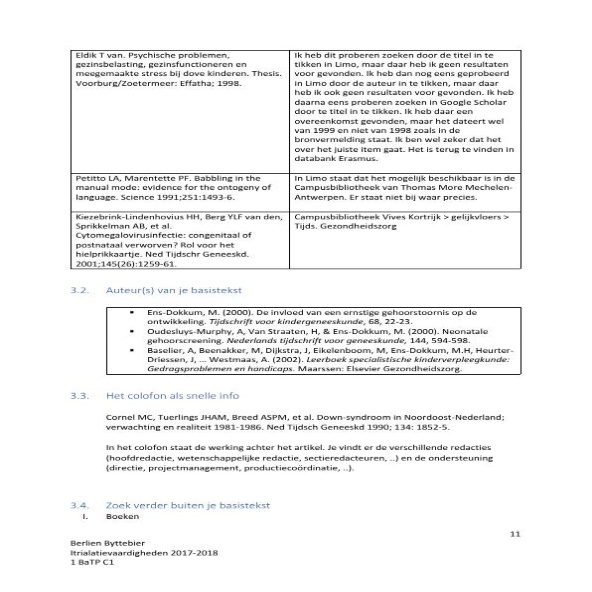 Eldik T van. Psychische problemen,
gezinsbelasting, gezinsfunctioneren en
meegemaakte stress bij dove kinderen. Thesis.
Voorburg/Zoetermeer: Effatha; 1998.
Ik heb dit proberen zoeken door de titel in te
tikken in Limo, maar daar heb ik geen resultaten
voor gevonden. Ik heb dan nog eens geprobeerd
in Limo door de auteur in te tikken, maar daar
heb ik ook geen resultaten voor gevonden. Ik heb
daarna eens proberen zoeken in Google Scholar
door te titel in te tikken. Ik heb daar een
overeenkomst gevonden, maar het dateert wel
van 1999 en niet van 1998 zoals in de
bronvermelding staat. Ik ben wel zeker dat het
over het juiste item gaat. Het is terug te vinden in
databank Erasmus.
Petitto LA, Marentette PF. Babbling in the
manual mode: evidence for the ontogeny of
language. Science 1991;251:1493-6.
In Limo staat dat het mogelijk beschikbaar is in de
Campusbibliotheek van Thomas More Mechelen-
Antwerpen. Er staat niet bij waar precies.
Kiezebrink-Lindenhovius HH, Berg YLF van den,
Sprikkelman AB, et al.
Cytomegalovirusinfectie: congenitaal of
postnataal verworven? Rol voor het
hielprikkaartje. Ned Tijdschr Geneeskd.
2001;145(26):1259-61.
Campusbibliotheek Vives Kortrijk > gelijkvloers >
Tijds. Gezondheidszorg
3.2. Auteur(s) van je basistekst
▪ Ens-Dokkum, M. (2000). De invloed van een ernstige gehoorstoornis op de
ontwikkeling. Tijdschrift voor kindergeneeskunde, 68, 22-23.
▪ Oudesluys-Murphy, A, Van Straaten, H, & Ens-Dokkum, M. (2000). Neonatale
gehoorscreening. Nederlands tijdschrift voor geneeskunde, 144, 594-598.
▪ Baselier, A, Beenakker, M, Dijkstra, J, Eikelenboom, M, Ens-Dokkum, M.H, Heurter-
Driessen, J, … Westmaas, A. (2002). Leerboek specialistische kinderverpleegkunde:
Gedragsproblemen en handicaps. Maarssen: Elsevier Gezondheidszorg.
3.3. Het colofon als snelle info
Cornel MC, Tuerlings JHAM, Breed ASPM, et al. Down-syndroom in Noordoost-Nederland;
verwachting en realiteit 1981-1986. Ned Tijdsch Geneeskd 1990; 134: 1852-5.
In het colofon staat de werking achter het artikel. Je vindt er de verschillende redacties
(hoofdredactie, wetenschappelijke redactie, sectieredacteuren, ..) en de ondersteuning
(directie, projectmanagement, productiecoördinatie, ..).
3.4. Zoek verder buiten je basistekst
I. Boeken
11
Berlien Byttebier
Itrialatievaardigheden 2017-2018
1 BaTP C1